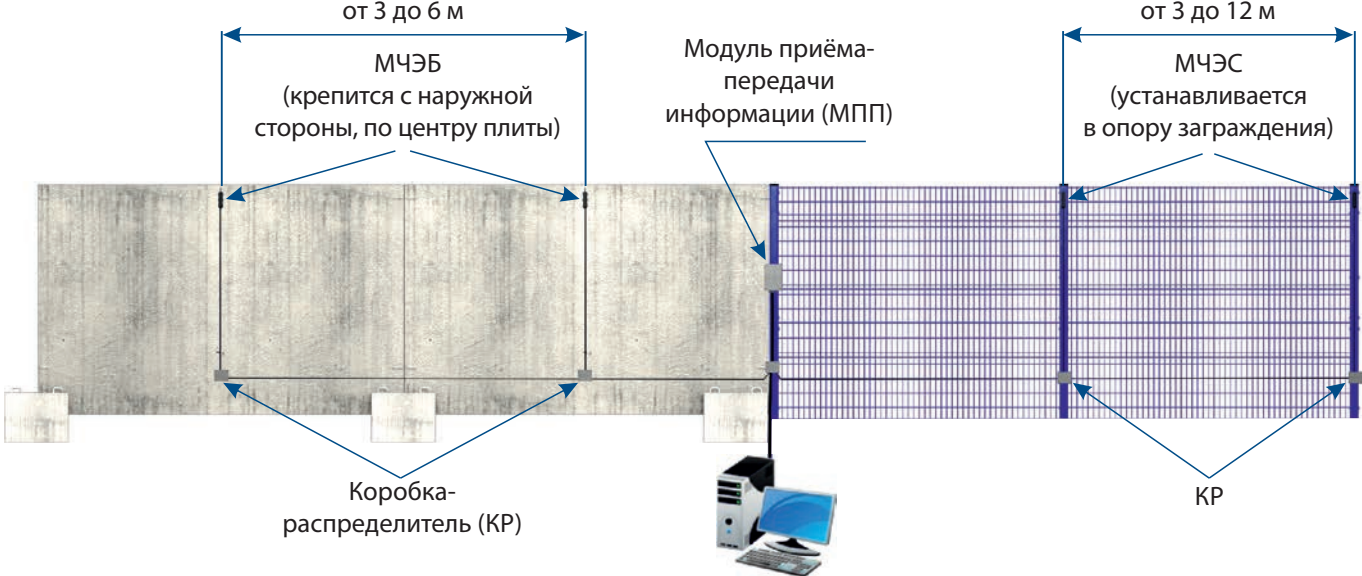 от 3 до 6 м
МЧЭБ
(крепится с наружной
стороны, по центру плиты)
Модуль приёма-
передачи
информации (МПП)
от 3 до 12 м
МЧЭС
(устанавливается
в опору заграждения)
Коробка-
распределитель (КР)
КР